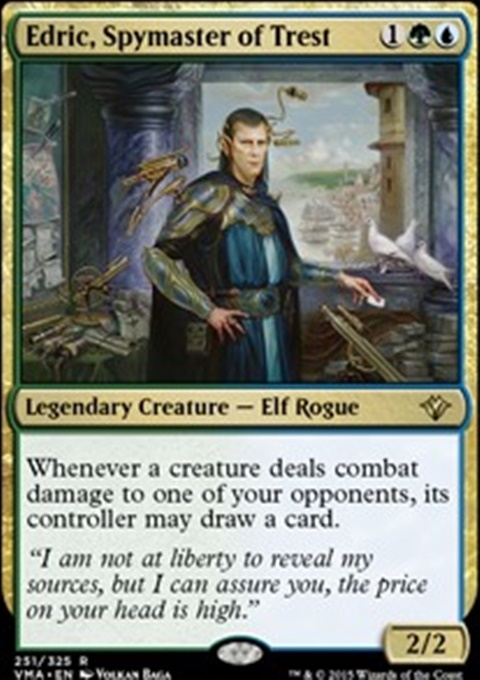 Edric, Spymaster of Trest 1
Legendary Creature — Elf Rogue
Whenever a creature deals combat
damage to one of your opponents, its
controller may draw a card.
“I am not at liberty to reveal my
sources, but I can assure you, the price
on your head is high.”
2/2
251/325 R
VMA • EN Volkan Baga
™ & © 2015 Wizards of the Coast